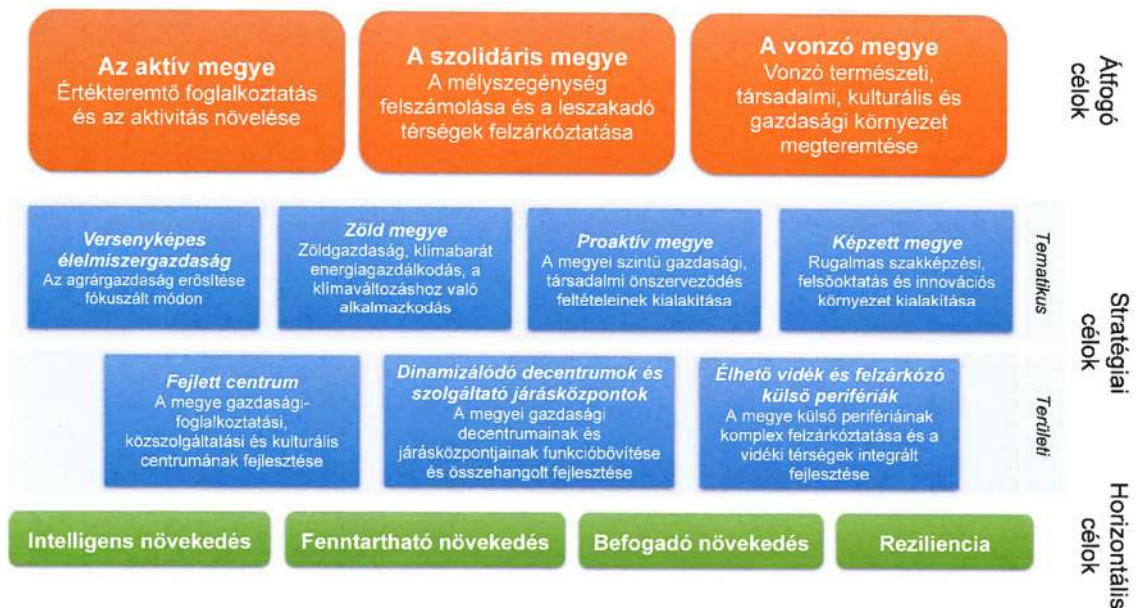 Az aktív megye
Értékteremtő foglalkoztatás
és az aktivitás növelése
A szolidáris megye
A mélyszegénység
felszámolása és a leszakadó
térségek felzárkóztatása
A vonzó megye
Vonzó természeti,
társadalmi, kulturális és
gazdasági környezet
megteremtése
Átfogó
célok
Versenyképes
élelmiszergazdaság
Az agrárgazdaság erősítése
fókuszált módon
Zöld megye
Zöldgazdaság, klímabarát
energiagazdálkodás, a
klímaváltozáshoz való
alkalmazkodás
Proaktív megye
A megyei szintű gazdasági,
társadalmi önszerveződés
feltételeinek kialakítása
Képzett megye
Rugalmas szakképzési,
felsőoktatás és innovációs
környezet kialakítása
Tematikus
Fejlett centrum
A megye gazdasági-
foglalkoztatási,
közszolgáltatási és kulturális
centrumának fejlesztése
Dinamizálódó decentrumok és
szolgáltató járásközpontok
A megyei gazdasági
decentrumainak és
járásközpontjainak funkcióbővítése
és összehangolt fejlesztése
Élhető vidék és felzárkózó
külső perifériák
A megye külső perifériáinak
komplex felzárkóztatása és a
vidéki térségek integrált
fejlesztése
Területi
Stratégiai
célok
Intelligens növekedés
Fenntartható növekedés
Befogadó növekedés
Reziliencia
Horizontális
célok